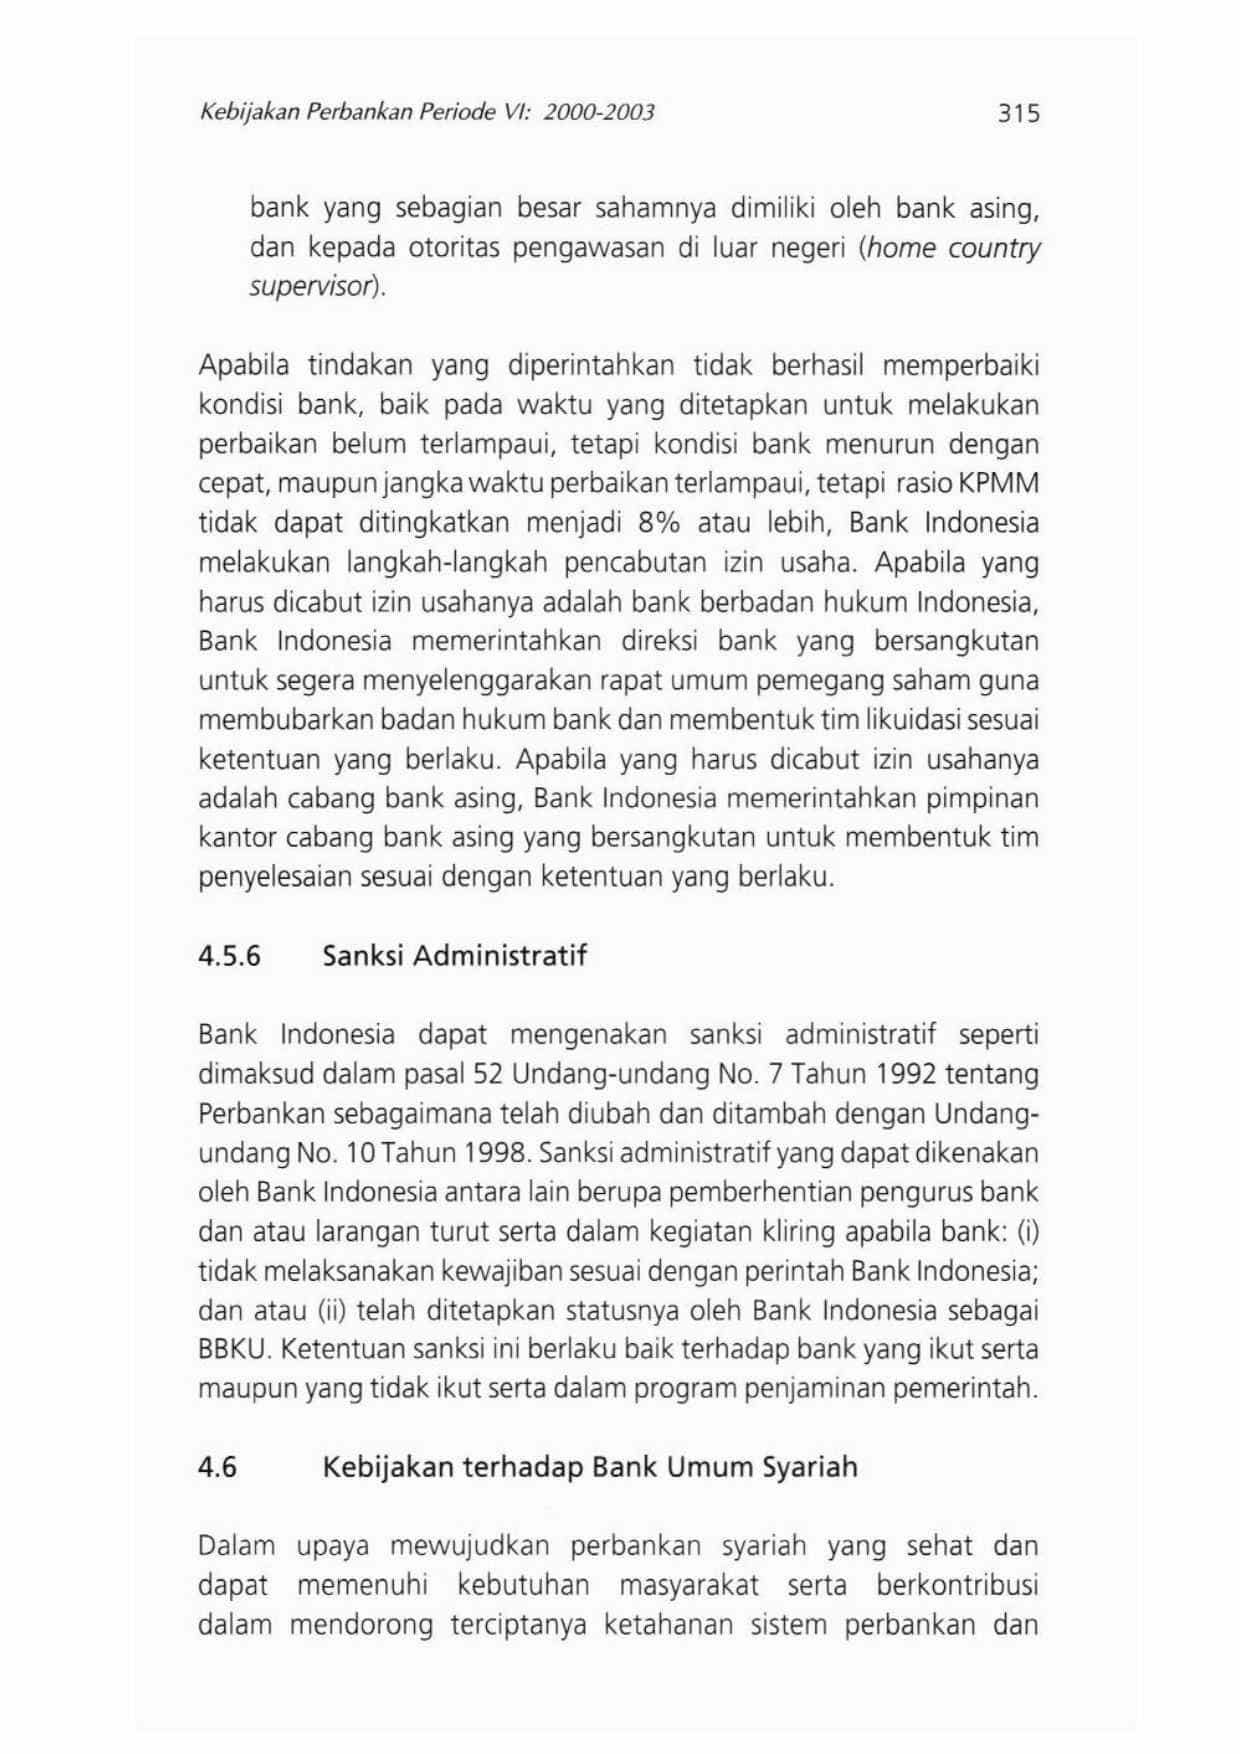 Kebijakan Perbankan Periode VI: 2000-2003 315
bank yang sebagian besar sahamnya dimiliki oleh bank asing,
dan kepada otoritas pengawasan di luar negeri (home country
supervisor).
Apabila tindakan yang diperintahkan tidak berhasil memperbaiki
kondisi bank, baik pada waktu yang ditetapkan untuk melakukan
perbaikan belum terlampaui, tetapi kondisi bank menurun dengan
cepat, maupun jangka waktu perbaikan terlampaui, tetapi rasio KPMM
tidak dapat ditingkatkan menjadi 8% atau lebih, Bank Indonesia
melakukan langkah-langkah pencabutan izin usaha. Apabila yang
harus dicabut izin usahanya adalah bank berbadan hukum Indonesia,
Bank Indonesia memerintahkan direksi bank yang bersangkutan
untuk segera menyelenggarakan rapat umum pemegang saham guna
membubarkan badan hukum bank dan membentuk tim likuidasi sesuai
ketentuan yang berlaku. Apabila yang harus dicabut izin usahanya
adalah cabang bank asing, Bank Indonesia memerintahkan pimpinan
kantor cabang bank asing yang bersangkutan untuk membentuk tim
penyelesaian sesuai dengan ketentuan yang berlaku.
4.5.6 Sanksi Administratif
Bank Indonesia dapat mengenakan sanksi administratif seperti
dimaksud dalam pasal 52 Undang-undang No. 7 Tahun 1992 tentang
Perbankan sebagaimana telah diubah dan ditambah dengan Undang-
undang No. 10 Tahun 1998. Sanksi administratif yang dapat dikenakan
oleh Bank Indonesia antara lain berupa pemberhentian pengurus bank
dan atau larangan turut serta dalam kegiatan kliring apabila bank: (i)
tidak melaksanakan kewajiban sesuai dengan perintah Bank Indonesia;
dan atau (ii) telah ditetapkan statusnya oleh Bank Indonesia sebagai
BBKU. Ketentuan sanksi ini berlaku baik terhadap bank yang ikut serta
maupun yang tidak ikut serta dalam program penjaminan pemerintah.
4.6 Kebijakan terhadap Bank Umum Syariah
Dalam upaya mewujudkan perbankan syariah yang sehat dan
dapat memenuhi kebutuhan masyarakat serta berkontribusi
dalam mendorong terciptanya ketahanan sistem perbankan dan